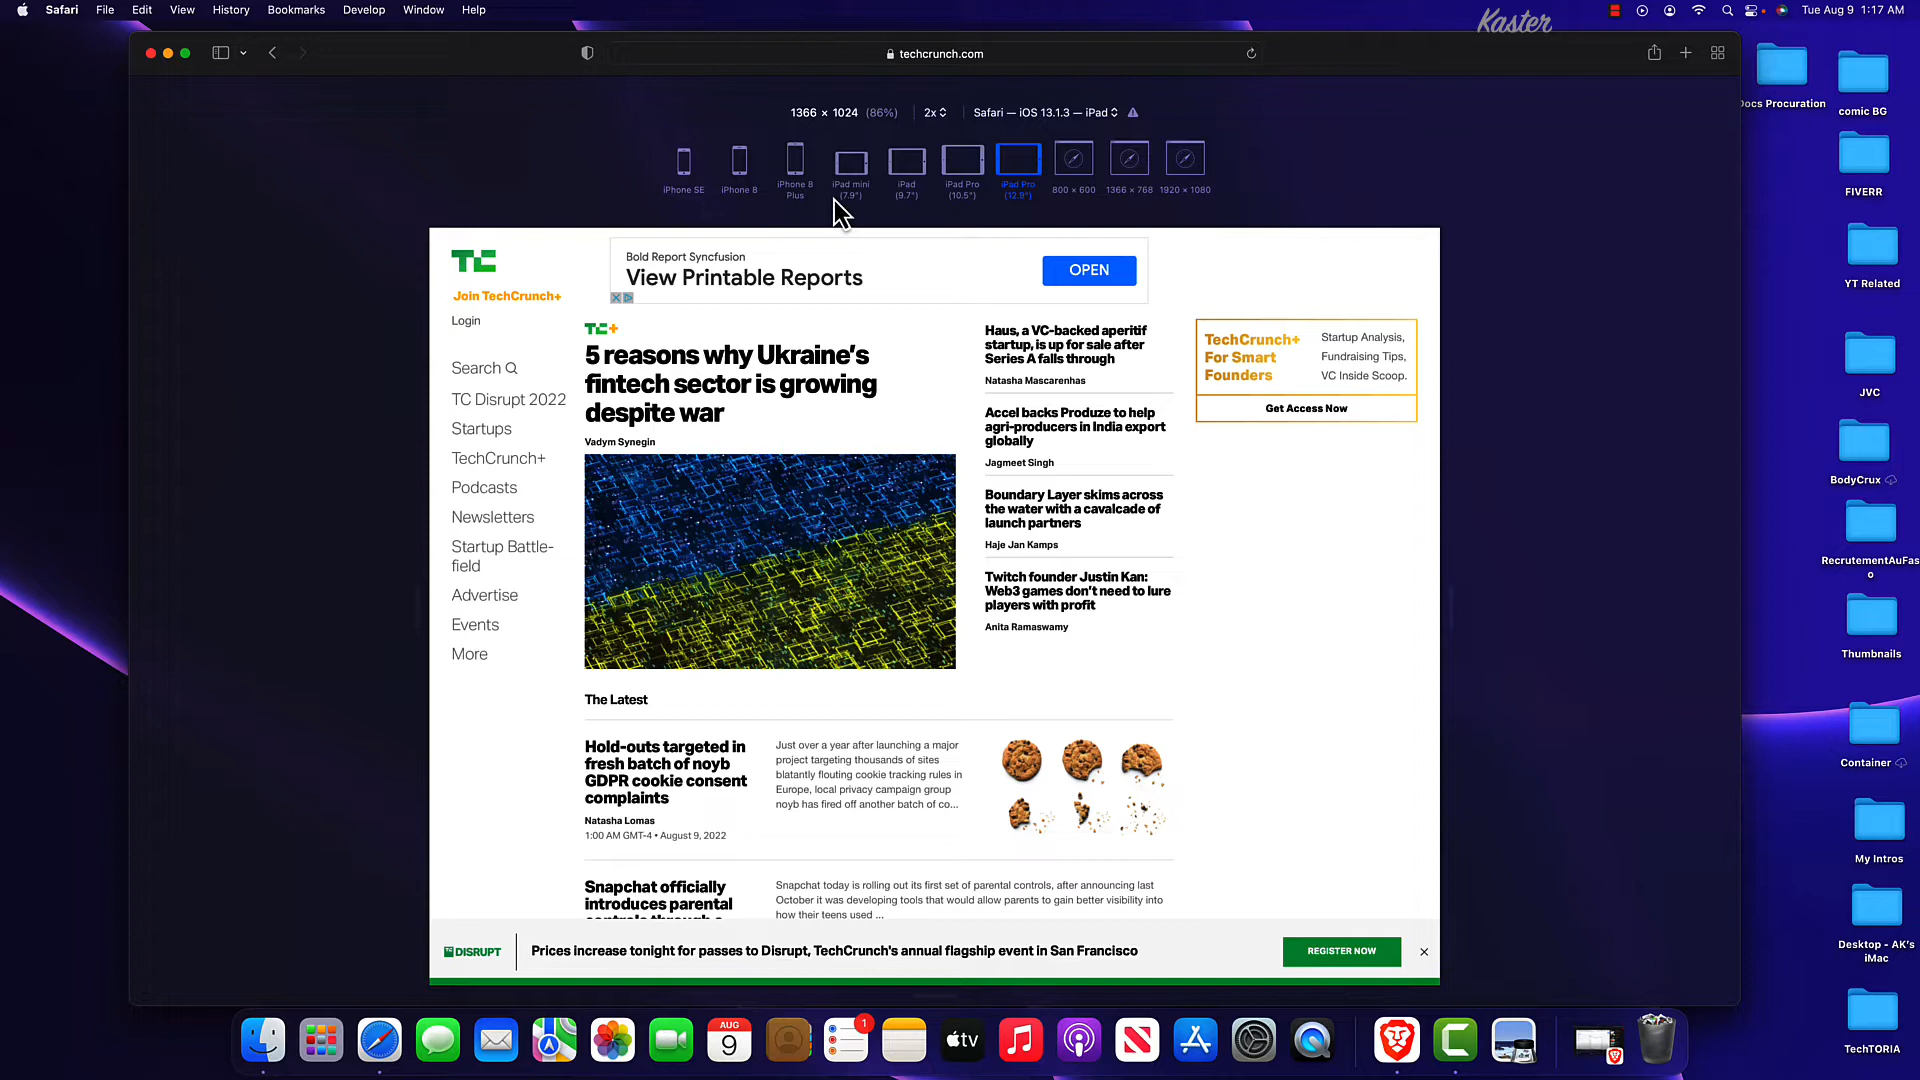 Safari File Edit View History Bookmarks Develop Window Help
Tue Aug 9 1:17 AM
Kaster
techcrunch.com
1366 × 1024 (86%) 2x Safari — iOS 13.1.3 — iPad
iPhone SE
iPhone 8
iPhone 8
Plus
iPad mini
(7.9")
iPad
(9.7")
iPad Pro
(10.5")
iPad Pro
(12.9")
800 × 600
1366 × 768
1920 × 1080
TC
Join TechCrunch+
Login
Search
TC Disrupt 2022
Startups
TechCrunch+
Podcasts
Newsletters
Startup Battle-
field
Advertise
Events
More
Bold Report Syncfusion
View Printable Reports
OPEN
TC+
5 reasons why Ukraine's
fintech sector is growing
despite war
Vadym Synegin
Haus, a VC-backed aperitif
startup, is up for sale after
Series A falls through
Natasha Mascarenhas
Accel backs Produze to help
agri-producers in India export
globally
Jagmeet Singh
Boundary Layer skims across
the water with a cavalcade of
launch partners
Haje Jan Kamps
Twitch founder Justin Kan:
Web3 games don't need to lure
players with profit
Anita Ramaswamy
TechCrunch+
For Smart
Founders
Startup Analysis,
Fundraising Tips,
VC Inside Scoop.
Get Access Now
The Latest
Hold-outs targeted in
fresh batch of noyb
GDPR cookie consent
complaints
Natasha Lomas
1:00 AM GMT-4 • August 9, 2022
Just over a year after launching a major
project targeting thousands of sites
blatantly flouting cookie tracking rules in
Europe, local privacy campaign group
noyb has fired off another batch of co...
Snapchat officially
introduces parental
Snapchat today is rolling out its first set of parental controls, after announcing last
October it was developing tools that would allow parents to gain better visibility into
how their teens used ...
DISRUPT
Prices increase tonight for passes to Disrupt, TechCrunch's annual flagship event in San Francisco
REGISTER NOW
Docs Procuration
comic BG
FIVERR
YT Related
JVC
BodyCrux
RecrutementAuFas
o
Thumbnails
Container
My Intros
Desktop - AK's
iMac
TechTORIA
AUG
9
1
tv